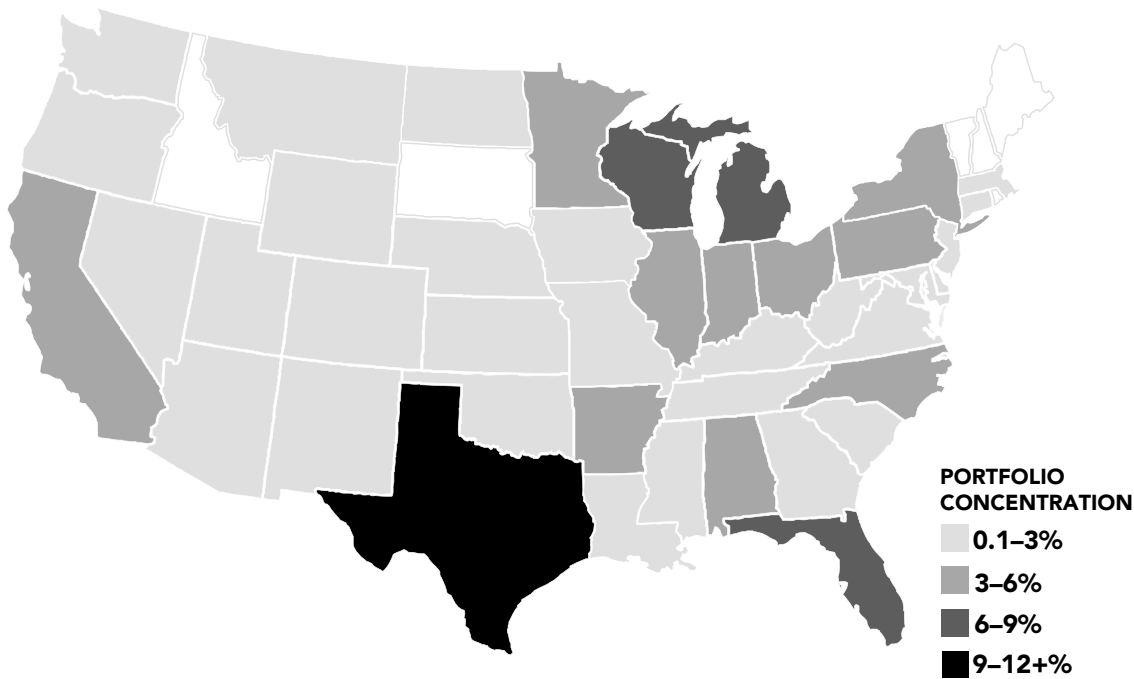 PORTFOLIO
CONCENTRATION
0.1–3%
3–6%
6–9%
9–12+%